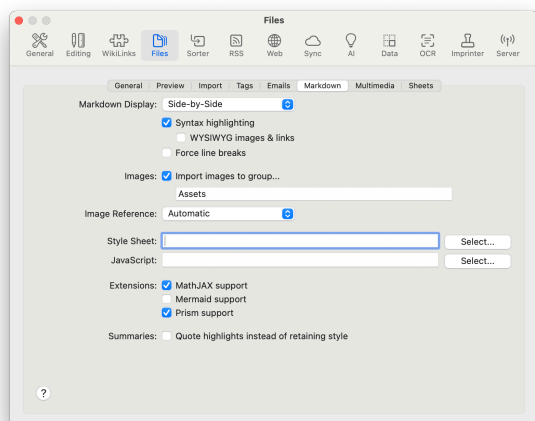 Files
General Editing WikiLinks Files Sorter RSS Web Sync AI Data OCR Imprinter Server
General Preview Import Tags Emails Markdown Multimedia Sheets
Markdown Display: Side-by-Side
Syntax highlighting
WYSIWYG images & links
Force line breaks
Images: Import images to group...
Assets
Image Reference: Automatic
Style Sheet: Select...
JavaScript: Select...
Extensions: MathJAX support
Mermaid support
Prism support
Summaries: Quote highlights instead of retaining style
?